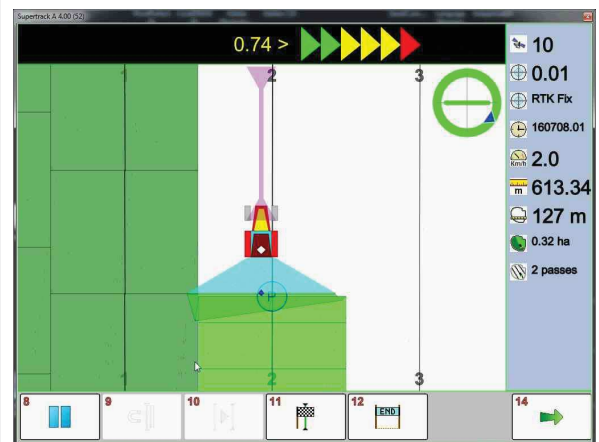 Supertrack A 4.00 (52)
0.74 >
1 2 3
P
1 2 3
10
0.01
RTK Fix
160708.01
Km/h 2.0
m 613.34
127 m
0.32 ha
2 passes
8 9 10 11 12 14
END